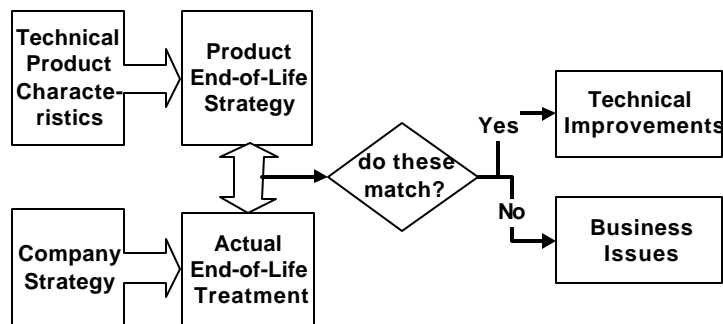 Technical
Product
Characte-
ristics
Product
End-of-Life
Strategy
do these
match?
Yes
No
Technical
Improvements
Company
Strategy
Actual
End-of-Life
Treatment
Business
Issues